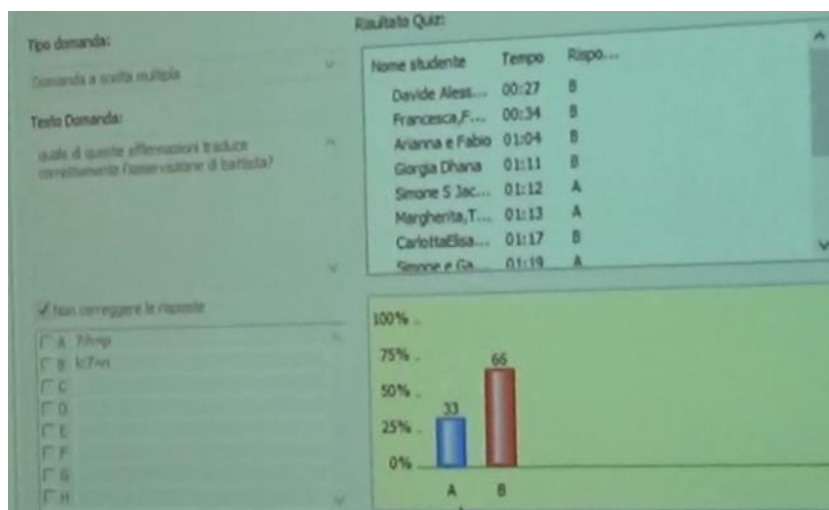 Tipo domanda:
Domanda a scelta multipla
Testo Domanda:
quale di queste affermazioni traduce
correttamente l'osservazione di battista?
Non correggere le risposte
A
B
C
D
E
F
G
H
Risultato Quiz:
Nome studente Tempo Rispo...
Davide Aless... 00:27 B
Francesca,F... 00:34 B
Arianna e Fabio 01:04 B
Giorgia Dhana 01:11 B
Simone S Jac... 01:12 A
Margherita,T... 01:13 A
CarlottaElisa... 01:17 B
Simone e Ga... 01:19 A
100%
75%
50%
25%
0%
33
66
A B